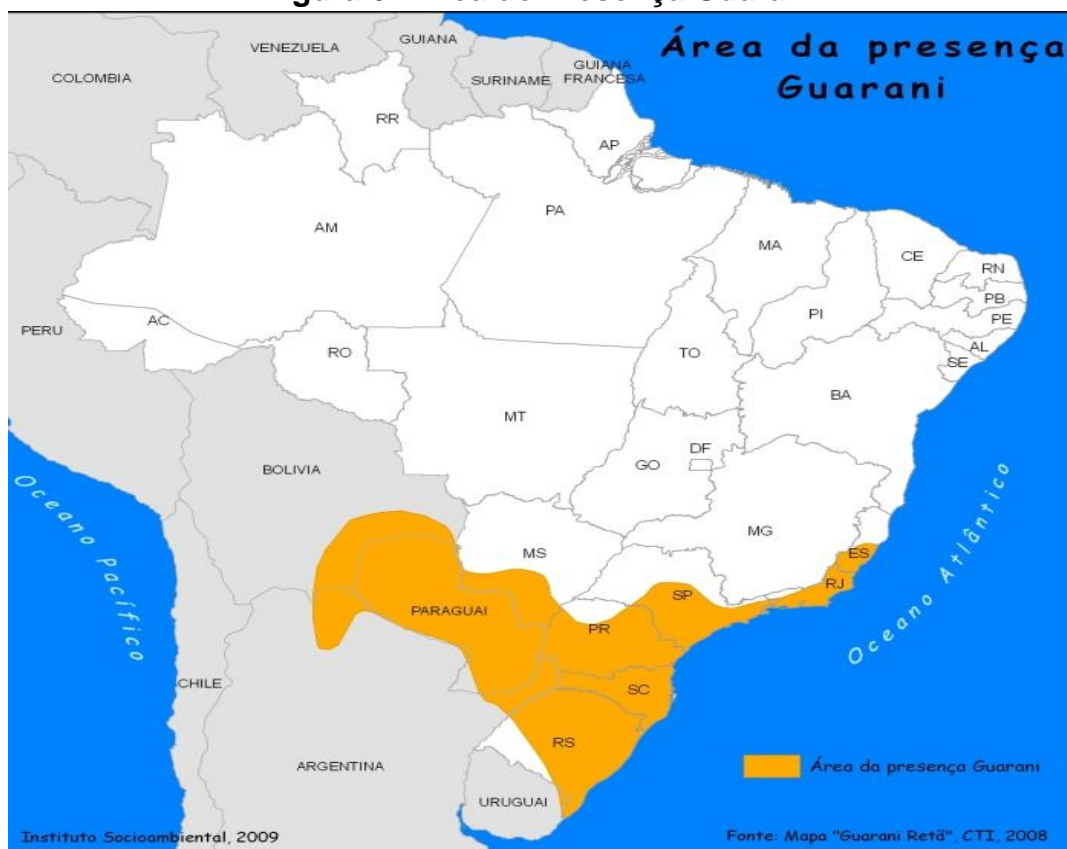 Área da presença
Guarani
COLOMBIA
VENEZUELA
GUIANA
SURINAME
GUIANA
FRANCESA
RR
AP
AM
PA
MA
CE
RN
PB
PE
AL
SE
PI
TO
BA
AC
RO
PERU
MT
GO
DF
MG
BOLIVIA
MS
ES
RJ
SP
PR
SC
RS
PARAGUAI
CHILE
ARGENTINA
URUGUAI
Oceano Pacífico
Oceano Atlântico
Área da presença Guarani
Instituto Socioambiental, 2009
Fonte: Mapa "Guarani Retã", CTI, 2008